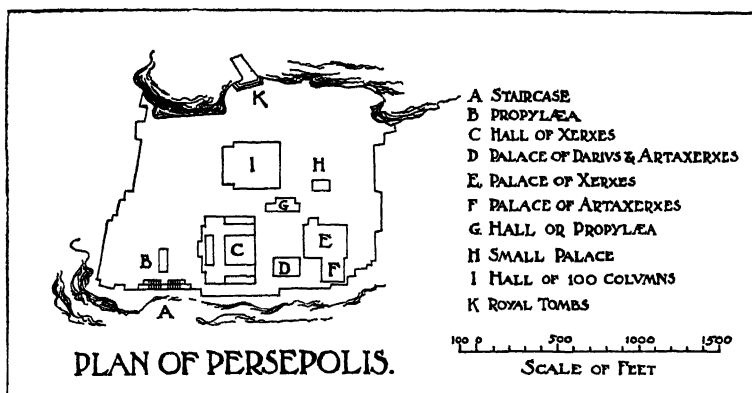 K
I
H
G
E
B
C
D
F
A
PLAN OF PERSEPOLIS.
A STAIRCASE
B PROPYLÆA
C HALL OF XERXES
D PALACE OF DARIVS & ARTAXERXES
E, PALACE OF XERXES
F PALACE OF ARTAXERXES
G HALL OR PROPYLÆA
H SMALL PALACE
I HALL OF 100 COLVMNS
K ROYAL TOMBS
100 0 500 1000 1500
SCALE OF FEET